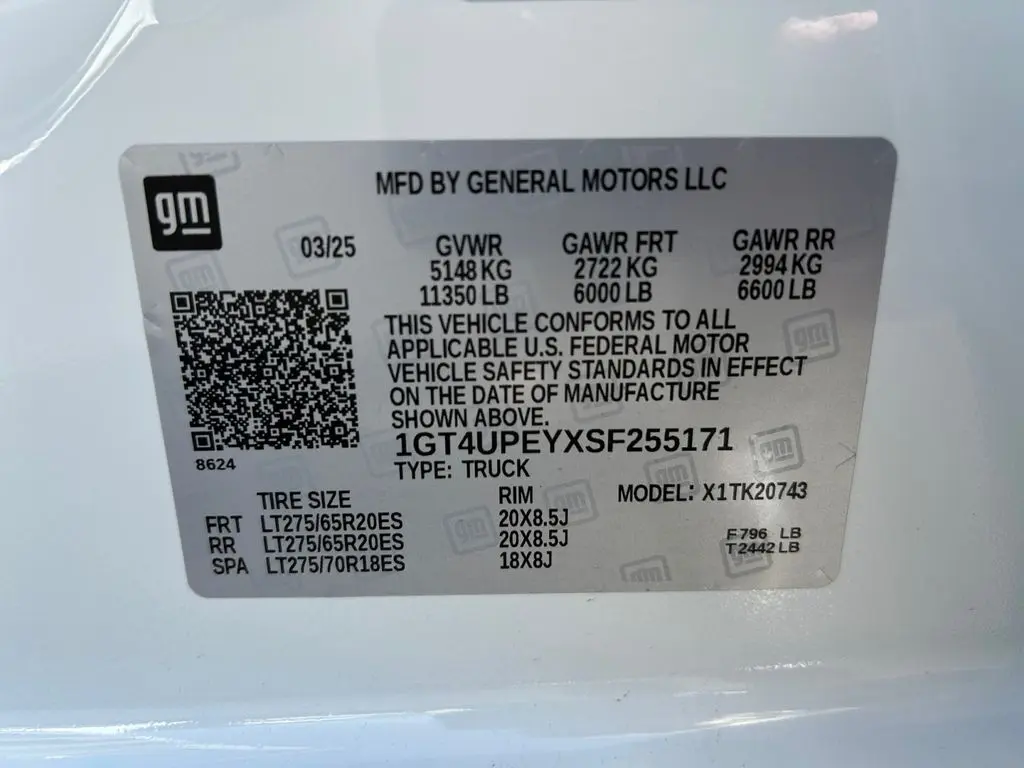 gm
MFD BY GENERAL MOTORS LLC
03/25 GVWR GAWR FRT GAWR RR
5148 KG 2722 KG 2994 KG
11350 LB 6000 LB 6600 LB
THIS VEHICLE CONFORMS TO ALL
APPLICABLE U.S. FEDERAL MOTOR
VEHICLE SAFETY STANDARDS IN EFFECT
ON THE DATE OF MANUFACTURE
SHOWN ABOVE.
1GT4UPEYXSF255171
8624
TYPE: TRUCK
TIRE SIZE RIM MODEL: X1TK20743
FRT LT275/65R20ES 20X8.5J
RR LT275/65R20ES 20X8.5J
SPA LT275/70R18ES 18X8J
F796 LB
T2442 LB